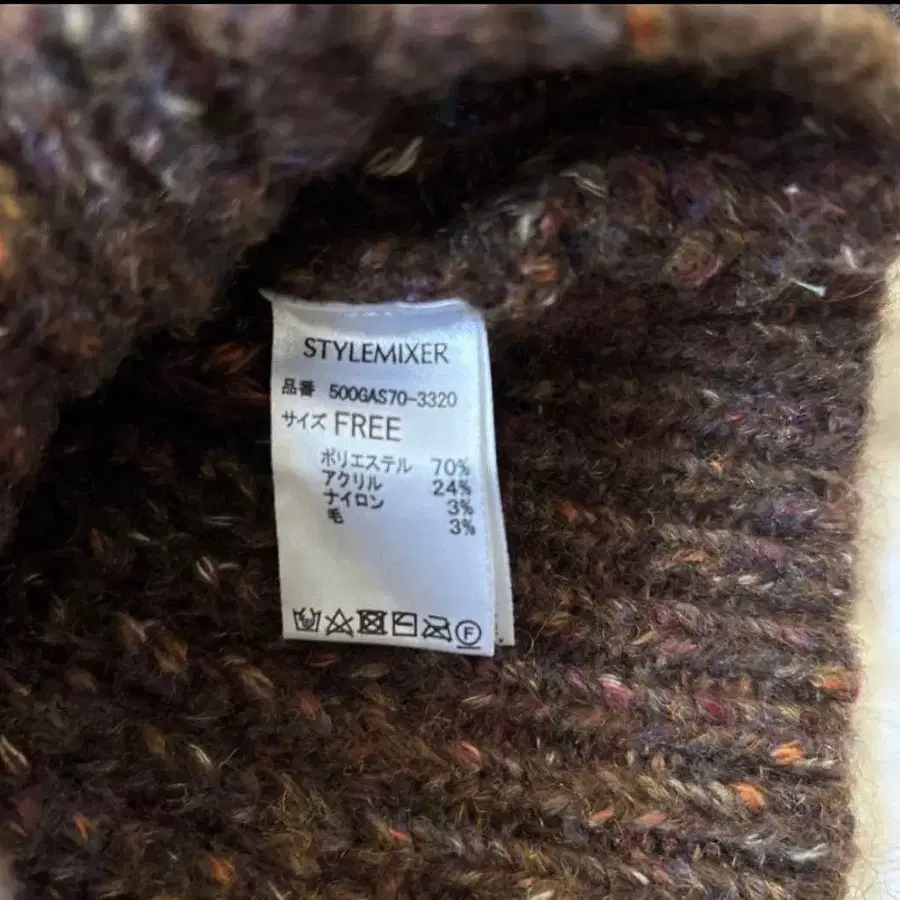 STYLEMIXER
品番 500GAS70-3320
サイズ FREE
ポリエステル 70%
アクリル 24%
ナイロン 3%
毛 3%
F